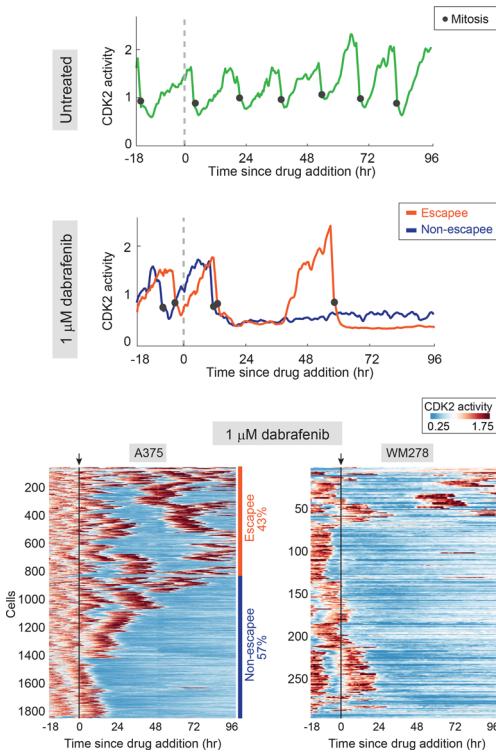 Mitosis
Untreated
CDK2 activity
2
1
0
-18 0 24 48 72 96
Time since drug addition (hr)
1 μM dabrafenib
Escapee
Non-escapee
CDK2 activity
2
1
0
-18 0 24 48 72 96
Time since drug addition (hr)
CDK2 activity
0.25 1.75
1 μM dabrafenib
A375
WM278
Cells
200
400
600
800
1000
1200
1400
1600
1800
Escapee
43%
Non-escapee
57%
50
100
150
200
250
-18 0 24 48 72 96
Time since drug addition (hr)
-18 0 24 48 72 96
Time since drug addition (hr)